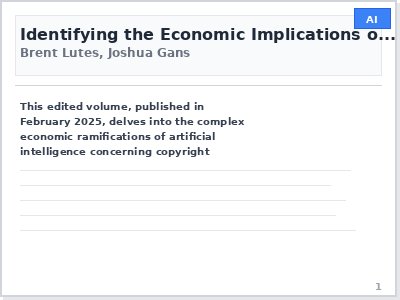 AI
Identifying the Economic Implications o...
Brent Lutes, Joshua Gans
This edited volume, published in
February 2025, delves into the complex
economic ramifications of artificial
intelligence concerning copyright
1